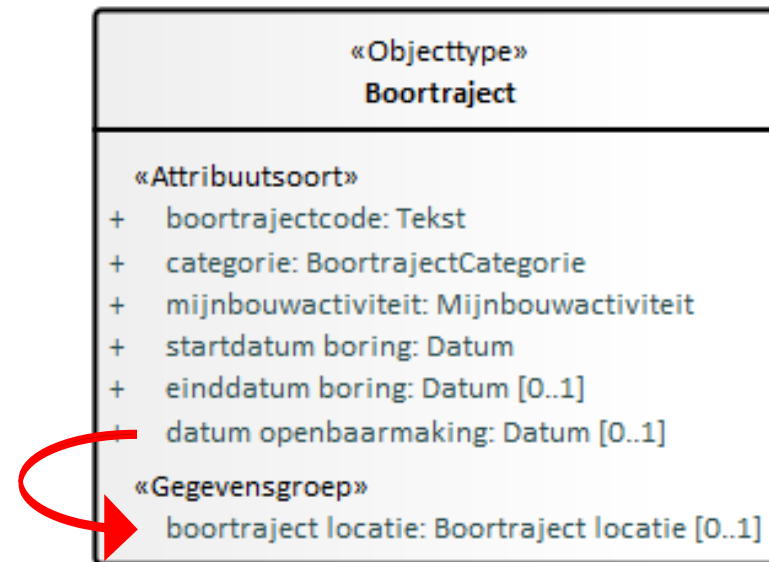 «Objecttype»
Boortraject
«Attribuutsoort»
+ boortrajectcode: Tekst
+ categorie: BoortrajectCategorie
+ mijnbouwactiviteit: Mijnbouwactiviteit
+ startdatum boring: Datum
+ einddatum boring: Datum [0..1]
+ datum openbaarmaking: Datum [0..1]
«Gegevensgroep»
boortraject locatie: Boortraject locatie [0..1]